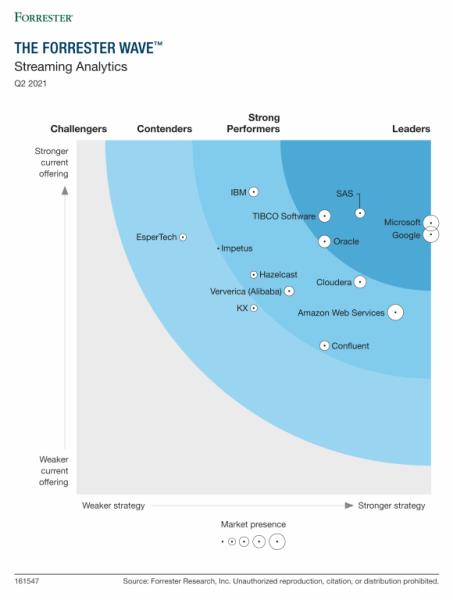 FORRESTER®
THE FORRESTER WAVE™
Streaming Analytics
Q2 2021
Challengers
Contenders
Strong
Performers
Leaders
Stronger
current
offering
IBM
SAS
TIBCO Software
Microsoft
EsperTech
Oracle
Google
Impetus
Hazelcast
Cloudera
Ververica (Alibaba)
KX
Amazon Web Services
Confluent
Weaker
current
offering
Weaker strategy
Stronger strategy
Market presence
161547
Source: Forrester Research, Inc. Unauthorized reproduction, citation, or distribution prohibited.